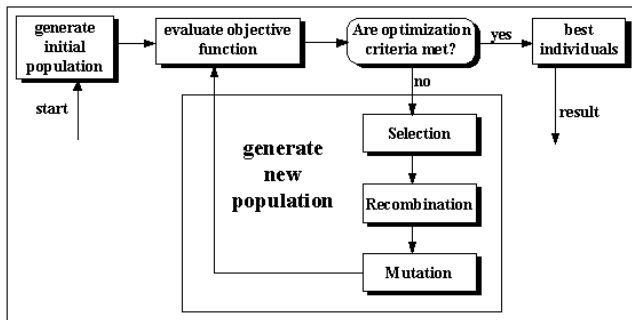 generate
initial
population
evaluate objective
function
Are optimization
criteria met?
yes
best
individuals
start
no
result
generate
new
population
Selection
Recombination
Mutation